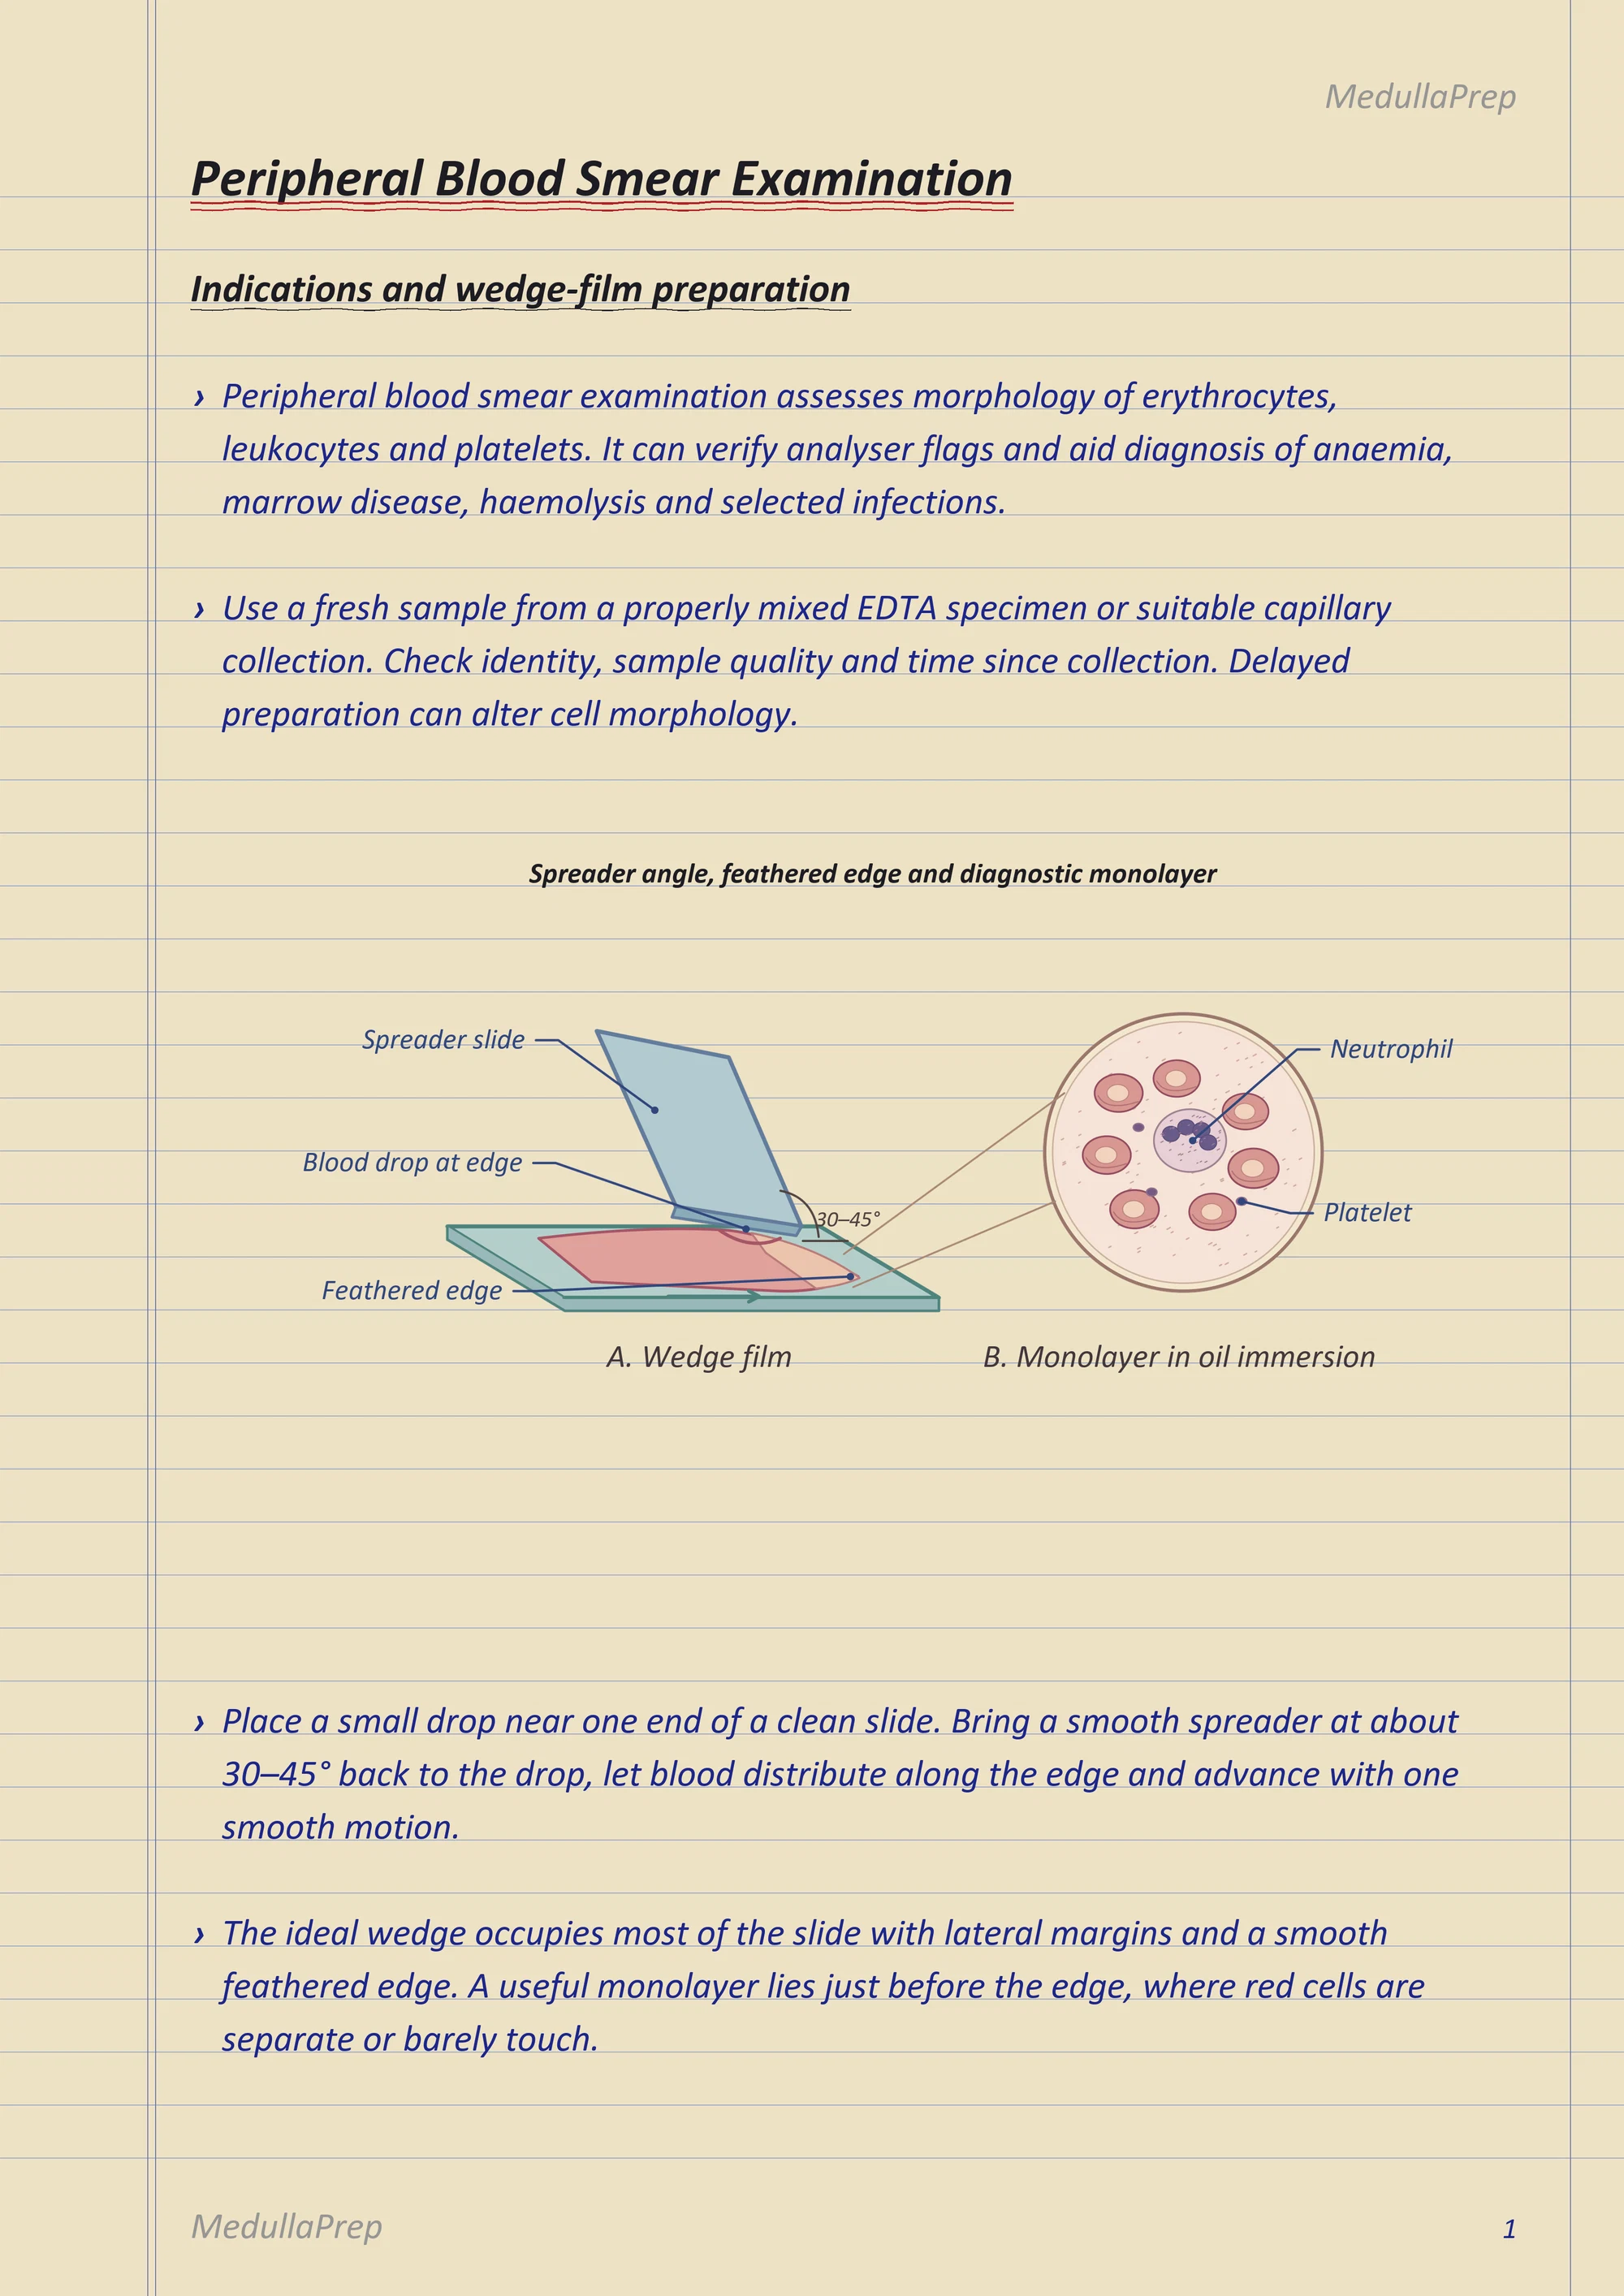 MedullaPrep
Peripheral Blood Smear Examination
Indications and wedge-film preparation
› Peripheral blood smear examination assesses morphology of erythrocytes,
leukocytes and platelets. It can verify analyser flags and aid diagnosis of anaemia,
marrow disease, haemolysis and selected infections.
› Use a fresh sample from a properly mixed EDTA specimen or suitable capillary
collection. Check identity, sample quality and time since collection. Delayed
preparation can alter cell morphology.
Spreader angle, feathered edge and diagnostic monolayer
Spreader slide
Neutrophil
Blood drop at edge
30–45°
Platelet
Feathered edge
A. Wedge film
B. Monolayer in oil immersion
› Place a small drop near one end of a clean slide. Bring a smooth spreader at about
30–45° back to the drop, let blood distribute along the edge and advance with one
smooth motion.
› The ideal wedge occupies most of the slide with lateral margins and a smooth
feathered edge. A useful monolayer lies just before the edge, where red cells are
separate or barely touch.
MedullaPrep
1